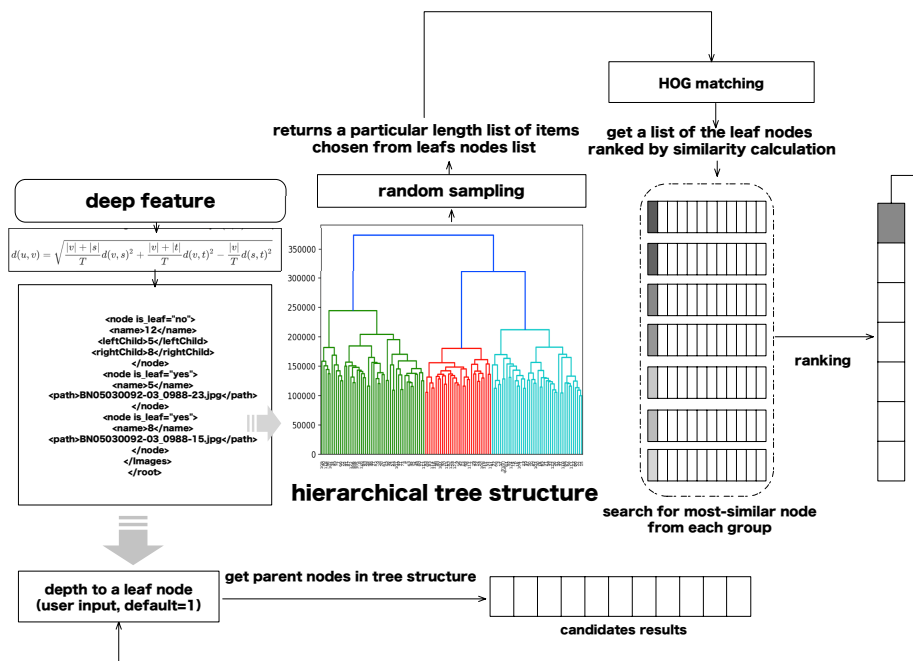 HOG matching
returns a particular length list of items
chosen from leafs nodes list
get a list of the leaf nodes
ranked by similarity calculation
deep feature
random sampling
d(u, v) = √(|v| + |s| / T d(v, s)² + |v| + |t| / T d(v, t)² − |v| / T d(s, t)²)
<node is_leaf="no">
<name>12</name>
<leftChild>5</leftChild>
<rightChild>8</rightChild>
</node>
<node is_leaf="yes">
<name>5</name>
<path>BN05030092-03_0988-23.jpg</path>
</node>
<node is_leaf="yes">
<name>8</name>
<path>BN05030092-03_0988-15.jpg</path>
</node>
</Images>
</root>
350000
300000
250000
200000
150000
100000
50000
0
hierarchical tree structure
ranking
search for most-similar node
from each group
depth to a leaf node
(user input, default=1)
get parent nodes in tree structure
candidates results